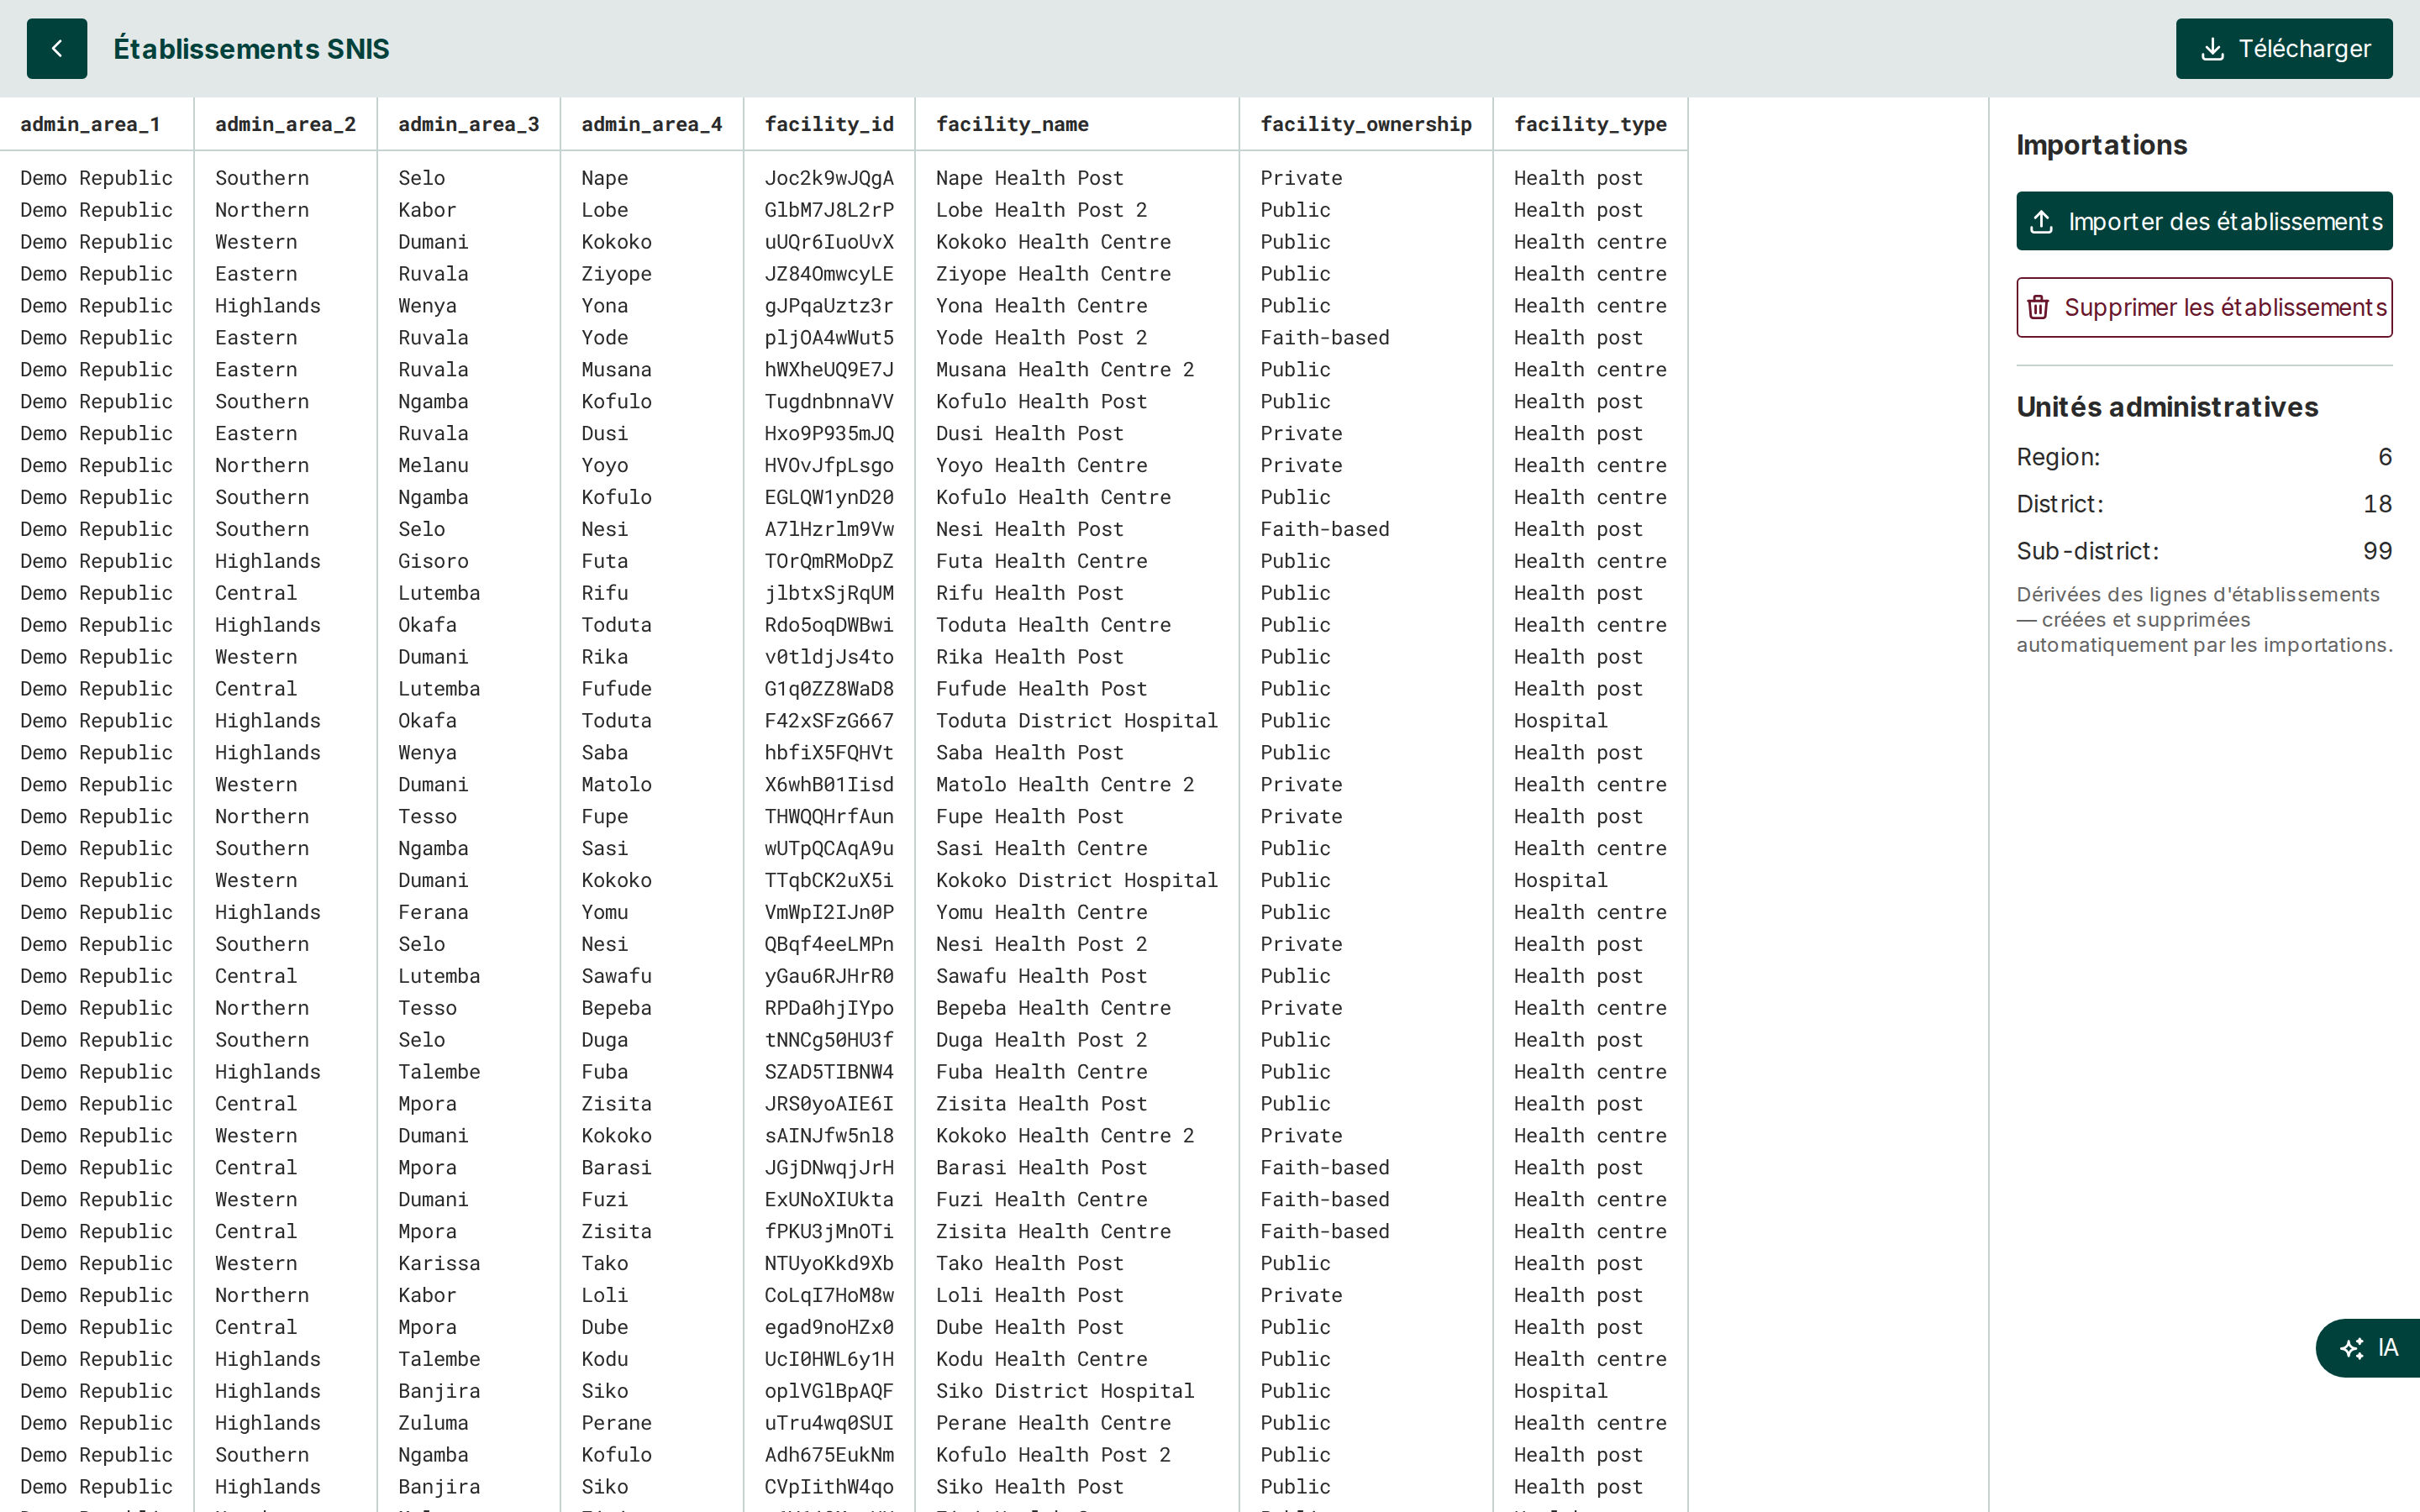 Établissements SNIS
Télécharger
admin_area_1 admin_area_2 admin_area_3 admin_area_4 facility_id facility_name facility_ownership facility_type
Demo Republic Southern Selo Nape Joc2k9wJQgA Nape Health Post Private Health post
Demo Republic Northern Kabor Lobe GlbM7J8L2rP Lobe Health Post 2 Public Health post
Demo Republic Western Dumani Kokoko uUQr6IuoUvX Kokoko Health Centre Public Health centre
Demo Republic Eastern Ruvala Ziyope JZ84OmwcyLE Ziyope Health Centre Public Health centre
Demo Republic Highlands Wenya Yona gJPqaUztz3r Yona Health Centre Public Health centre
Demo Republic Eastern Ruvala Yode pljOA4wWut5 Yode Health Post 2 Faith-based Health post
Demo Republic Eastern Ruvala Musana hWXheUQ9E7J Musana Health Centre 2 Public Health centre
Demo Republic Southern Ngamba Kofulo TugdnbnnaVV Kofulo Health Post Public Health post
Demo Republic Eastern Ruvala Dusi Hxo9P935mJQ Dusi Health Post Private Health post
Demo Republic Northern Melanu Yoyo HVOvJfpLsgo Yoyo Health Centre Private Health centre
Demo Republic Southern Ngamba Kofulo EGLQW1ynD20 Kofulo Health Centre Public Health centre
Demo Republic Southern Selo Nesi A7lHzrlm9Vw Nesi Health Post Faith-based Health post
Demo Republic Highlands Gisoro Futa TOrQmRMoDpZ Futa Health Centre Public Health centre
Demo Republic Central Lutemba Rifu jlbtxSjRqUM Rifu Health Post Public Health post
Demo Republic Highlands Okafa Toduta Rdo5oqDWBwi Toduta Health Centre Public Health centre
Demo Republic Western Dumani Rika v0tldjJs4to Rika Health Post Public Health post
Demo Republic Central Lutemba Fufude G1q0ZZ8WaD8 Fufude Health Post Public Health post
Demo Republic Highlands Okafa Toduta F42xSFzG667 Toduta District Hospital Public Hospital
Demo Republic Highlands Wenya Saba hbfiX5FQHVt Saba Health Post Public Health post
Demo Republic Western Dumani Matolo X6whB01Iisd Matolo Health Centre 2 Private Health centre
Demo Republic Northern Tesso Fupe THWQQHrfAun Fupe Health Post Private Health post
Demo Republic Southern Ngamba Sasi wUTpQCAqA9u Sasi Health Centre Public Health centre
Demo Republic Western Dumani Kokoko TTqbCK2uX5i Kokoko District Hospital Public Hospital
Demo Republic Highlands Ferana Yomu VmWpI2IJn0P Yomu Health Centre Public Health centre
Demo Republic Southern Selo Nesi QBqf4eeLMPn Nesi Health Post 2 Private Health post
Demo Republic Central Lutemba Sawafu yGau6RJHrR0 Sawafu Health Post Public Health post
Demo Republic Northern Tesso Bepeba RPDa0hjIYpo Bepeba Health Centre Private Health centre
Demo Republic Southern Selo Duga tNNCg50HU3f Duga Health Post 2 Public Health post
Demo Republic Highlands Talembe Fuba SZAD5TIBNW4 Fuba Health Centre Public Health centre
Demo Republic Central Mpora Zisita JRS0yoAIE6I Zisita Health Post Public Health post
Demo Republic Western Dumani Kokoko sAINJfw5nl8 Kokoko Health Centre 2 Private Health centre
Demo Republic Central Mpora Barasi JGjDNwqjJrH Barasi Health Post Faith-based Health post
Demo Republic Western Dumani Fuzi ExUNoXIUkta Fuzi Health Centre Faith-based Health centre
Demo Republic Central Mpora Zisita fPKU3jMnOTi Zisita Health Centre Faith-based Health centre
Demo Republic Western Karissa Tako NTUyoKkd9Xb Tako Health Post Public Health post
Demo Republic Northern Kabor Loli CoLqI7HoM8w Loli Health Post Private Health post
Demo Republic Central Mpora Dube egad9noHZx0 Dube Health Post Public Health post
Demo Republic Highlands Talembe Kodu UcI0HWL6y1H Kodu Health Centre Public Health centre
Demo Republic Highlands Banjira Siko oplVGlBpAQF Siko District Hospital Public Hospital
Demo Republic Highlands Zuluma Perane uTru4wq0SUI Perane Health Centre Public Health centre
Demo Republic Southern Ngamba Kofulo Adh675EukNm Kofulo Health Post 2 Public Health post
Demo Republic Highlands Banjira Siko CVpIithW4qo Siko Health Post Public Health post
Importations
Importer des établissements
Supprimer les établissements
Unités administratives
Region: 6
District: 18
Sub-district: 99
Dérivées des lignes d'établissements
— créées et supprimées
automatiquement par les importations.
IA